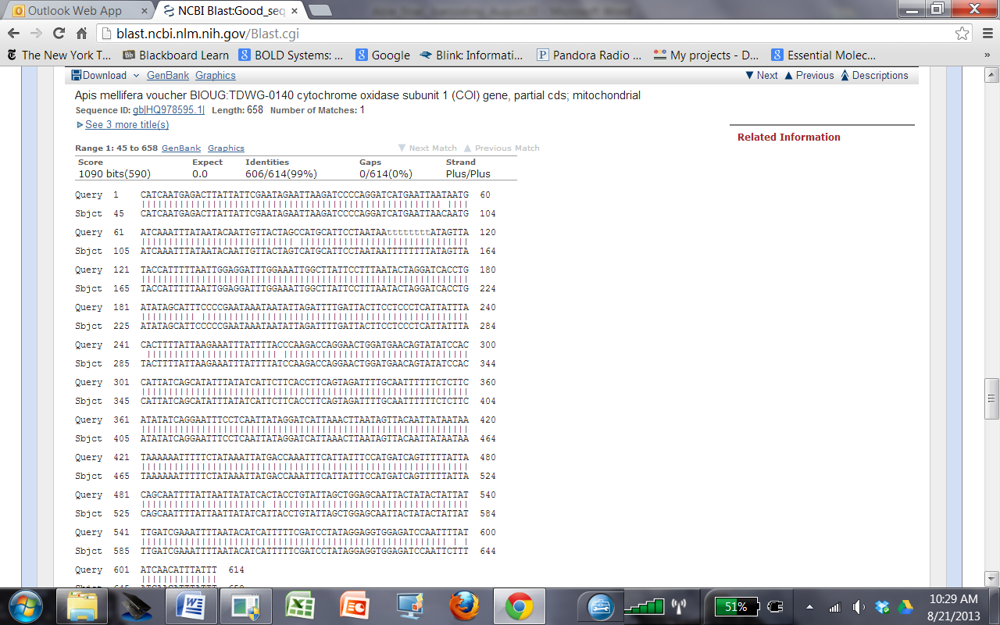 Outlook Web App
NCBI Blast:Good_seq
blast.ncbi.nlm.nih.gov/Blast.cgi
The New York T... Blackboard Learn BOLD Systems: ... Google Blink: Informati... Pandora Radio ... My projects - D... Essential Molec... »
Download GenBank Graphics Next Previous Descriptions
Apis mellifera voucher BIOUG:TDWG-0140 cytochrome oxidase subunit 1 (COI) gene, partial cds; mitochondrial
Sequence ID: gb|HQ978595.1| Length: 658 Number of Matches: 1
See 3 more title(s)
Related Information
Range 1: 45 to 658 GenBank Graphics Next Match Previous Match
Score Expect Identities Gaps Strand
1090 bits(590) 0.0 606/614(99%) 0/614(0%) Plus/Plus
Query 1 CATCAATGAGACTTATTATTCGAATAGAATTAAGATCCCCAGGATCATGAATTAATAATG 60
Sbjct 45 CATCAATGAGACTTATTATTCGAATAGAATTAAGATCCCCAGGATCATGAATTAACAATG 104
Query 61 ATCAAATTTATAATACAATTGTTACTAGCCATGCATTCCTAATAAttttttttATAGTTA 120
Sbjct 105 ATCAAATTTATAATACAATTGTTACTAGTCATGCATTCCTAATAATTTTTTTTATAGTTA 164
Query 121 TACCATTTTTAATTGGAGGATTTGGAAATTGGCTTATTCCTTTAATACTAGGATCACCTG 180
Sbjct 165 TACCATTTTTAATTGGAGGATTTGGAAATTGGCTTATTCCTTTAATACTAGGATCACCTG 224
Query 181 ATATAGCATTTCCCCGAATAAATAATATTAGATTTTGATTACTTCCTCCCTCATTATTTA 240
Sbjct 225 ATATAGCATTCCCCCGAATAAATAATATTAGATTTTGATTACTTCCTCCCTCATTATTTA 284
Query 241 CACTTTTATTAAGAAATTTATTTTACCCAAGACCAGGAACTGGATGAACAGTATATCCAC 300
Sbjct 285 TACTTTTATTAAGAAATTTATTTTATCCAAGACCAGGAACTGGATGAACAGTATATCCAC 344
Query 301 CATTATCAGCATATTTATATCATTCTTCACCTTCAGTAGATTTTGCAATTTTTTCTCTTC 360
Sbjct 345 CATTATCAGCATATTTATATCATTCTTCACCTTCAGTAGATTTTGCAATTTTTTCTCTTC 404
Query 361 ATATATCAGGAATTTCCTCAATTATAGGATCATTAAACTTAATAGTTACAATTATAATAA 420
Sbjct 405 ATATATCAGGAATTTCCTCAATTATAGGATCATTAAACTTAATAGTTACAATTATAATAA 464
Query 421 TAAAAAATTTTTCTATAAATTATGACCAAATTTCATTATTTCCATGATCAGTTTTTATTA 480
Sbjct 465 TAAAAAATTTTTCTATAAATTATGACCAAATTTCATTATTTCCATGATCAGTTTTTATTA 524
Query 481 CAGCAATTTTATTAATTATATCACTACCTGTATTAGCTGGAGCAATTACTATACTATTAT 540
Sbjct 525 CAGCAATTTTATTAATTATATCATTACCTGTATTAGCTGGAGCAATTACTATACTATTAT 584
Query 541 TTGATCGAAATTTTAATACATCATTTTTCGATCCTATAGGAGGTGGAGATCCAATTTTAT 600
Sbjct 585 TTGATCGAAATTTTAATACATCATTTTTCGATCCTATAGGAGGTGGAGATCCAATTCTTT 644
Query 601 ATCAACATTTATTT 614
51%
10:29 AM
8/21/2013